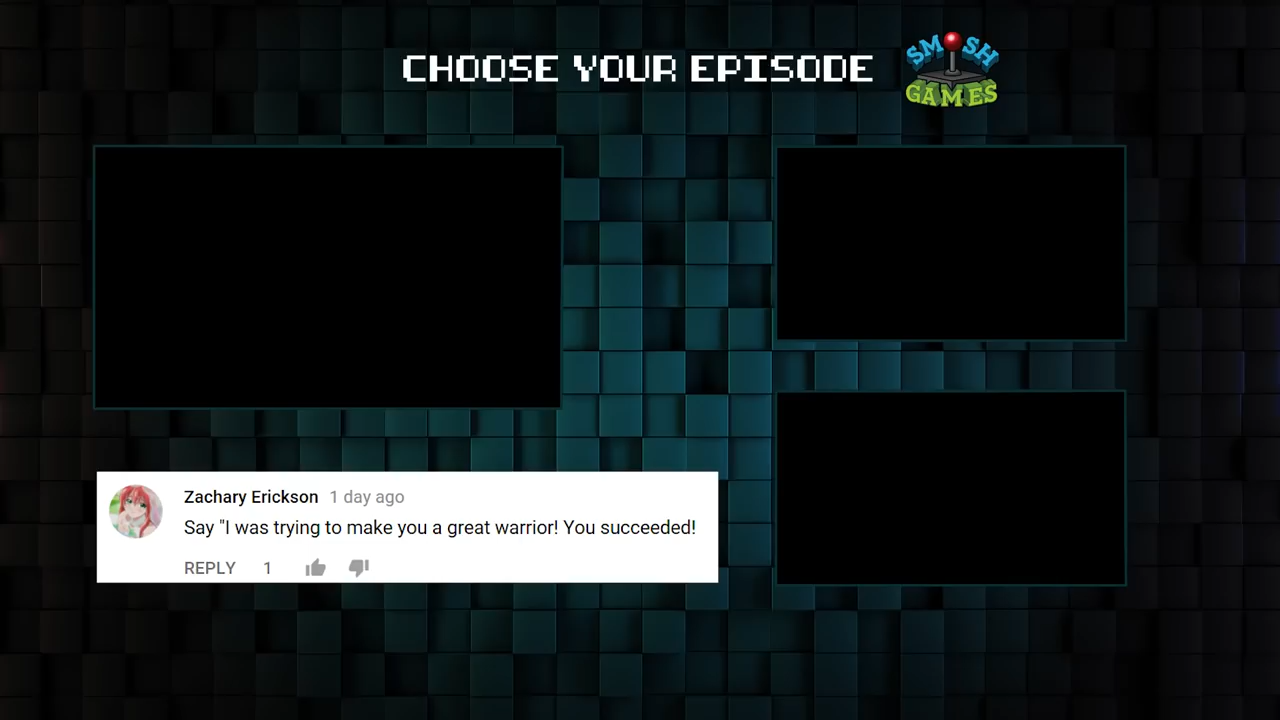 CHOOSE YOUR EPISODE
SMOSH
GAMES
Zachary Erickson 1 day ago
Say "I was trying to make you a great warrior! You succeeded!
REPLY 1